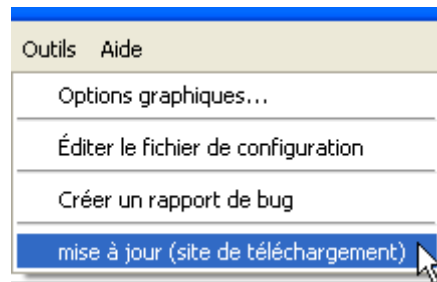 Outils Aide
Options graphiques...
Éditer le fichier de configuration
Créer un rapport de bug
mise à jour (site de téléchargement)